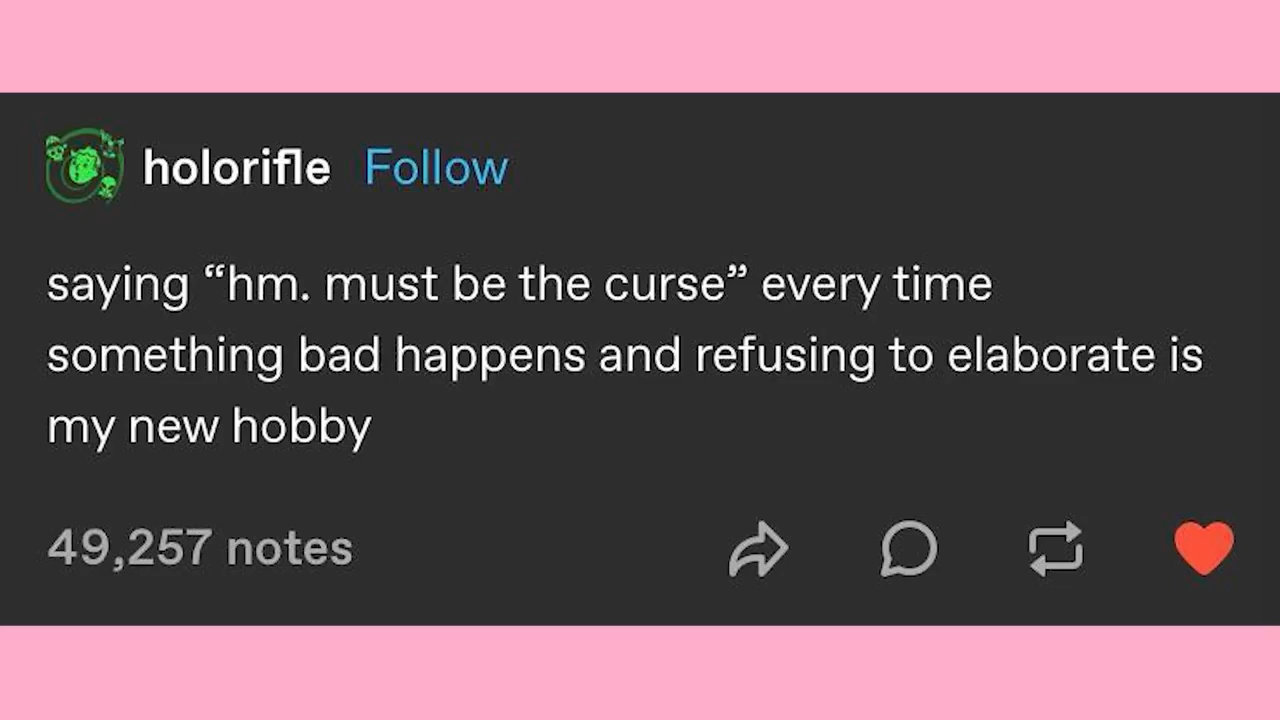 holorifle Follow
saying “hm. must be the curse” every time
something bad happens and refusing to elaborate is
my new hobby
49,257 notes